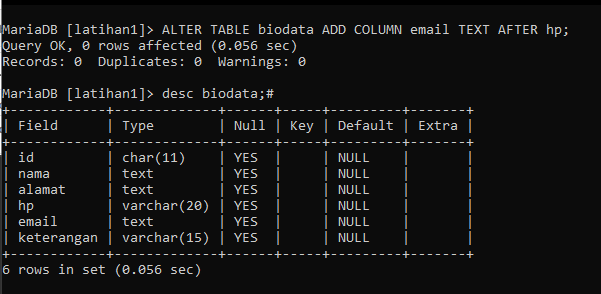 MariaDB [latihan1]> ALTER TABLE biodata ADD COLUMN email TEXT AFTER hp;
Query OK, 0 rows affected (0.056 sec)
Records: 0  Duplicates: 0  Warnings: 0
MariaDB [latihan1]> desc biodata;#
+------------+-------------+------+-----+---------+-------+
| Field      | Type        | Null | Key | Default | Extra |
+------------+-------------+------+-----+---------+-------+
| id         | char(11)    | YES  |     | NULL    |       |
| nama       | text        | YES  |     | NULL    |       |
| alamat     | text        | YES  |     | NULL    |       |
| hp         | varchar(20) | YES  |     | NULL    |       |
| email      | text        | YES  |     | NULL    |       |
| keterangan | varchar(15) | YES  |     | NULL    |       |
+------------+-------------+------+-----+---------+-------+
6 rows in set (0.056 sec)